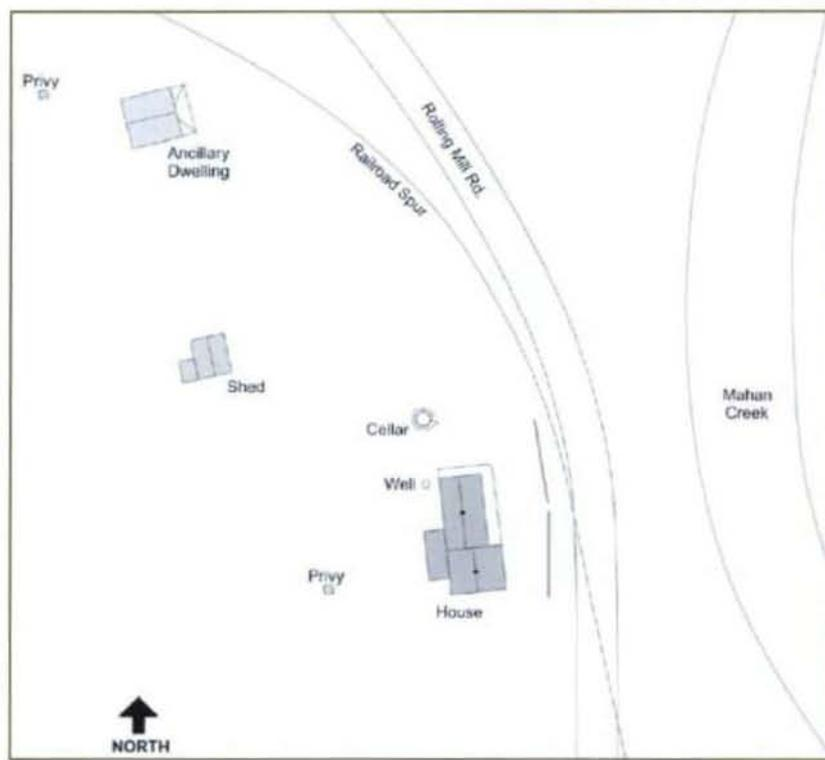 Privy
Ancillary
Dwelling
Rolling Mill Rd.
Railroad Spur
Shed
Mahan
Creek
Cellar
Well
Privy
House
NORTH